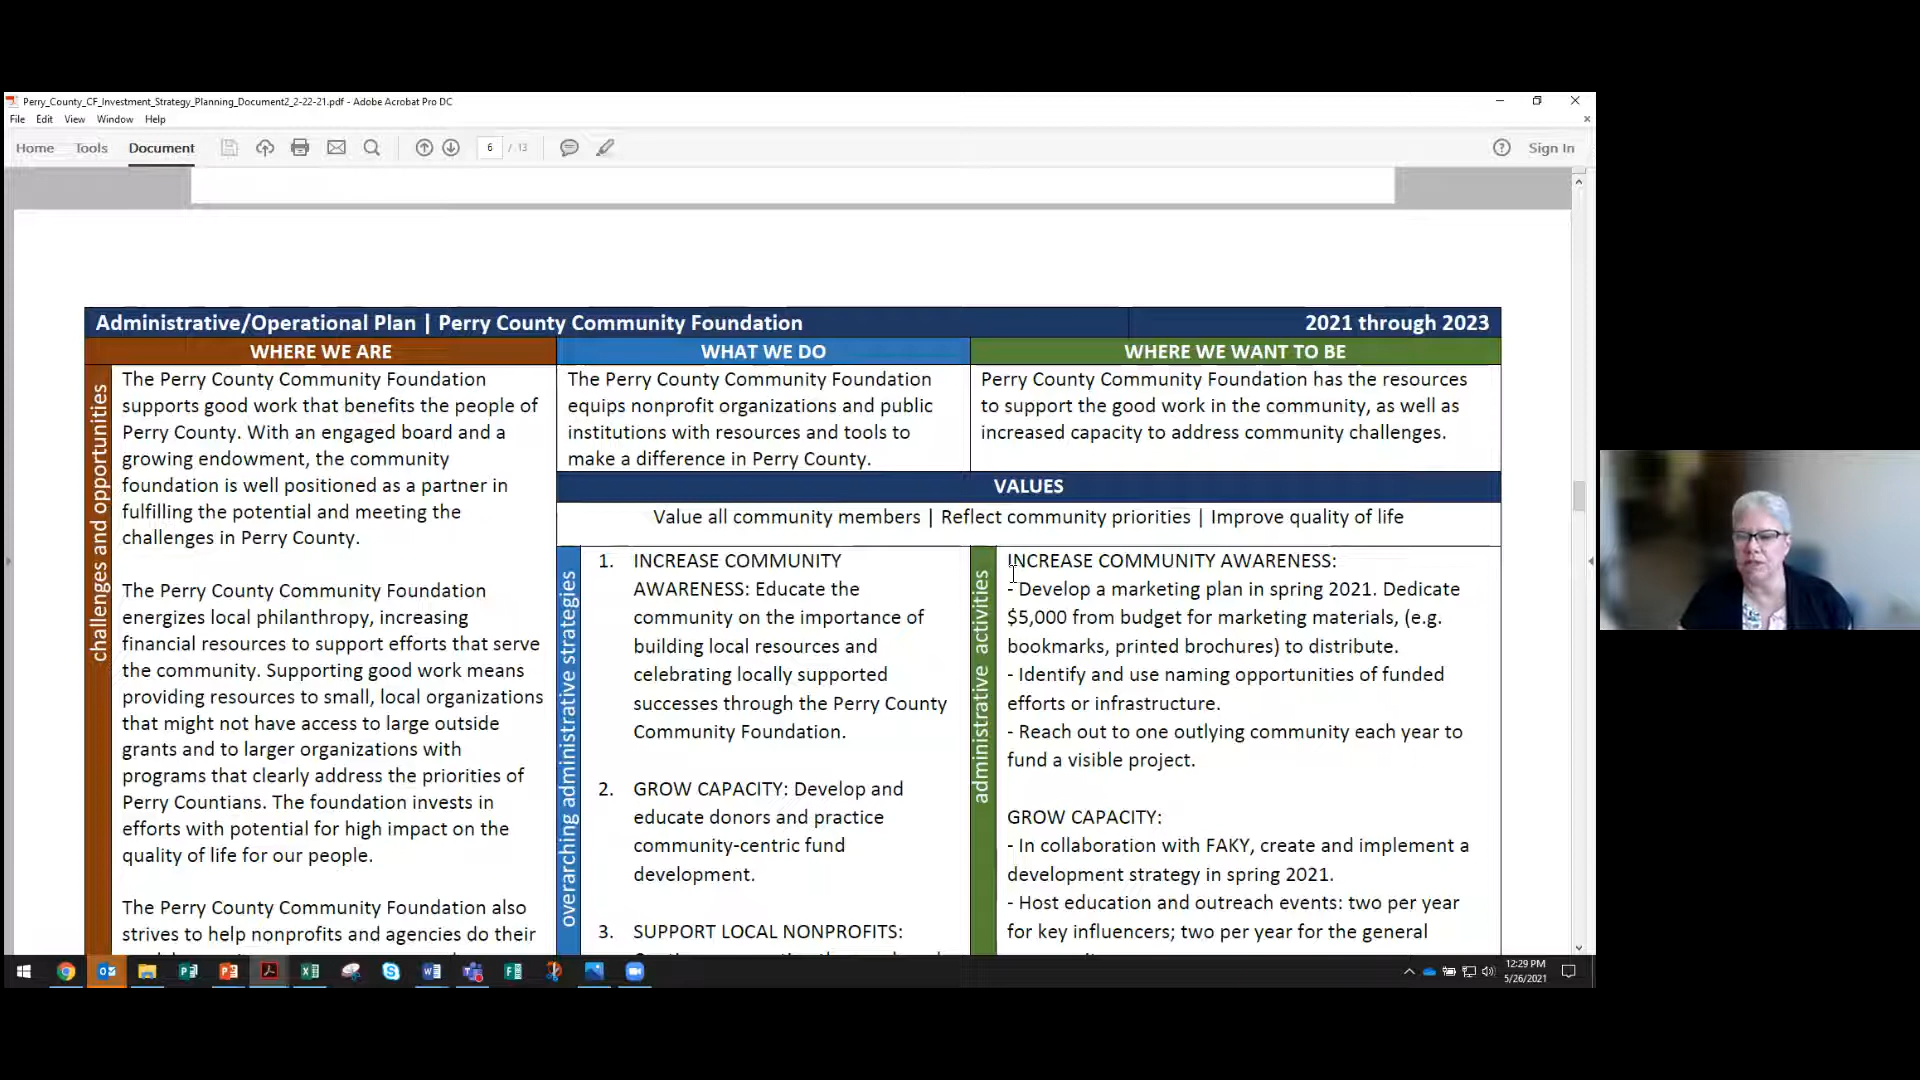 Perry_County_CF_Investment_Strategy_Planning_Document2_2-22-21.pdf - Adobe Acrobat Pro DC
File Edit View Window Help
Home Tools Document 6 / 13 Sign In
Administrative/Operational Plan | Perry County Community Foundation 2021 through 2023
WHERE WE ARE
challenges and opportunities
The Perry County Community Foundation
supports good work that benefits the people of
Perry County. With an engaged board and a
growing endowment, the community
foundation is well positioned as a partner in
fulfilling the potential and meeting the
challenges in Perry County.
The Perry County Community Foundation
energizes local philanthropy, increasing
financial resources to support efforts that serve
the community. Supporting good work means
providing resources to small, local organizations
that might not have access to large outside
grants and to larger organizations with
programs that clearly address the priorities of
Perry Countians. The foundation invests in
efforts with potential for high impact on the
quality of life for our people.
The Perry County Community Foundation also
strives to help nonprofits and agencies do their
WHAT WE DO
The Perry County Community Foundation
equips nonprofit organizations and public
institutions with resources and tools to
make a difference in Perry County.
WHERE WE WANT TO BE
Perry County Community Foundation has the resources
to support the good work in the community, as well as
increased capacity to address community challenges.
VALUES
Value all community members | Reflect community priorities | Improve quality of life
overarching administrative strategies
1. INCREASE COMMUNITY
AWARENESS: Educate the
community on the importance of
building local resources and
celebrating locally supported
successes through the Perry County
Community Foundation.
2. GROW CAPACITY: Develop and
educate donors and practice
community-centric fund
development.
3. SUPPORT LOCAL NONPROFITS:
administrative activities
INCREASE COMMUNITY AWARENESS:
- Develop a marketing plan in spring 2021. Dedicate
$5,000 from budget for marketing materials, (e.g.
bookmarks, printed brochures) to distribute.
- Identify and use naming opportunities of funded
efforts or infrastructure.
- Reach out to one outlying community each year to
fund a visible project.
GROW CAPACITY:
- In collaboration with FAKY, create and implement a
development strategy in spring 2021.
- Host education and outreach events: two per year
for key influencers; two per year for the general
12:29 PM
5/26/2021